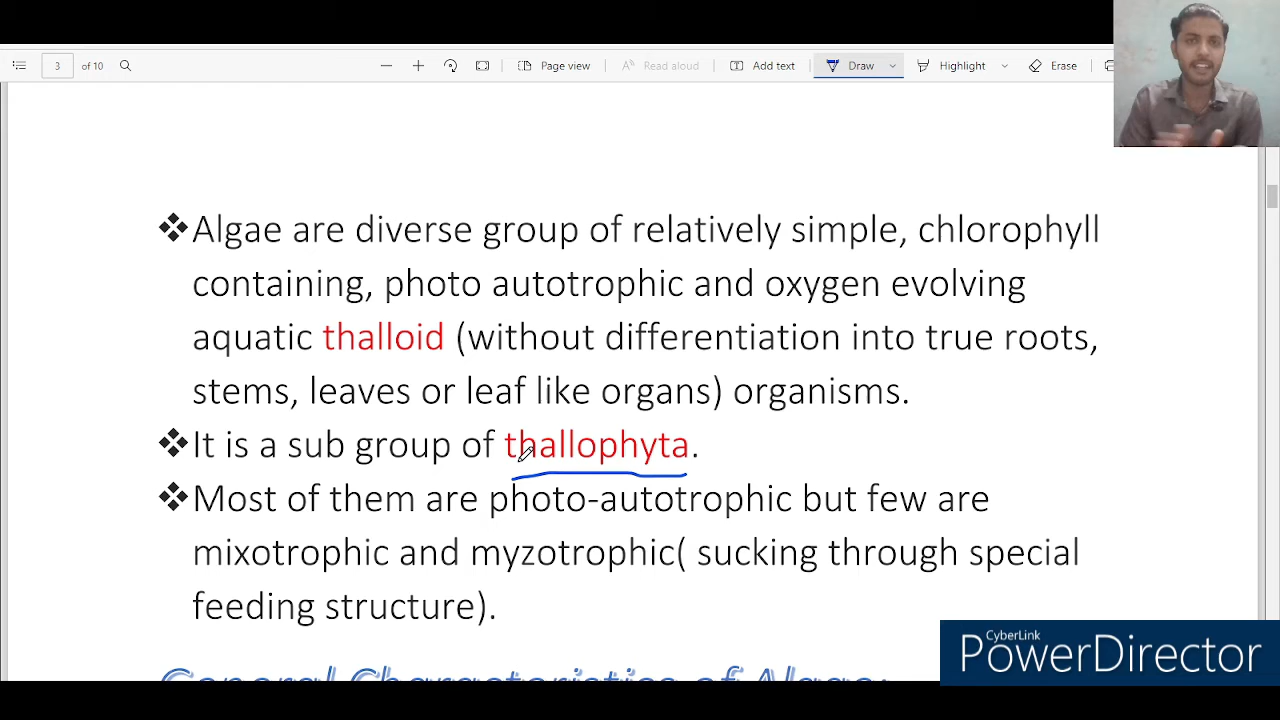 3 of 10 Page view Read aloud Add text Draw Highlight Erase
❖Algae are diverse group of relatively simple, chlorophyll
containing, photo autotrophic and oxygen evolving
aquatic thalloid (without differentiation into true roots,
stems, leaves or leaf like organs) organisms.
❖It is a sub group of thallophyta.
❖Most of them are photo-autotrophic but few are
mixotrophic and myzotrophic( sucking through special
feeding structure).
General Characteristics of Algae:
CyberLink
PowerDirector